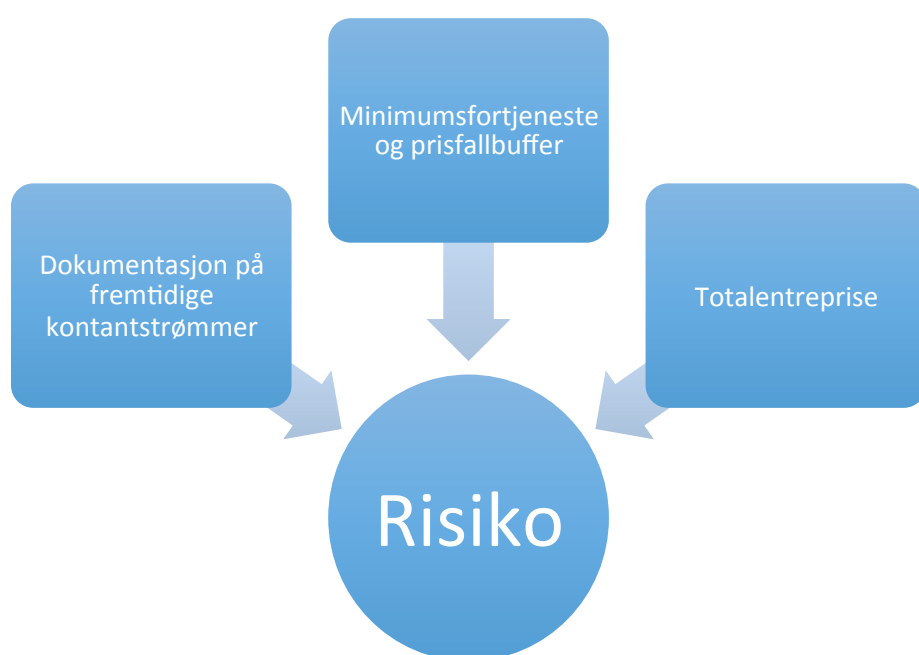 Minimumsfortjeneste
og prisfallbuffer
Dokumentasjon på
fremtidige
kontantstrømmer
Totalentreprise
Risiko